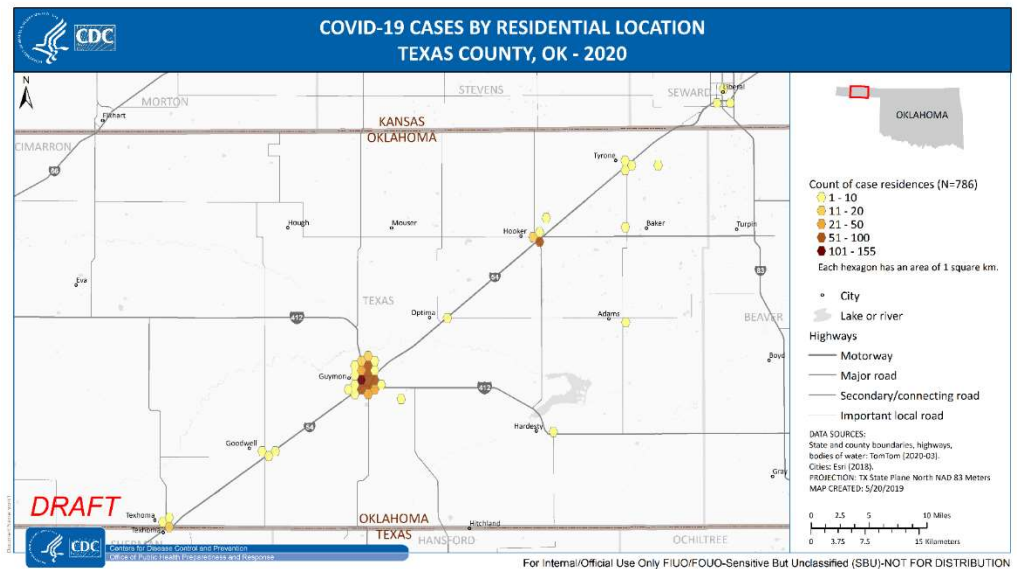 CDC
COVID-19 CASES BY RESIDENTIAL LOCATION
TEXAS COUNTY, OK - 2020
N
MORTON
STEVENS
SEWARD
Liberal
Elkhart
KANSAS
OKLAHOMA
CIMARRON
56
Tyrone
Hough
Mouser
Hooker
Baker
Turpin
Eva
54
83
TEXAS
412
Optima
Adams
BEAVER
Boyd
Guymon
412
Hardesty
Goodwell
54
Gray
DRAFT
Texhoma
Texhoma
OKLAHOMA
TEXAS
Hitchland
SHERMAN
HANSFORD
OCHILTREE
CDC
Centers for Disease Control and Prevention
Office of Public Health Preparedness and Response
OKLAHOMA
Count of case residences (N=786)
1 - 10
11 - 20
21 - 50
51 - 100
101 - 155
Each hexagon has an area of 1 square km.
City
Lake or river
Highways
Motorway
Major road
Secondary/connecting road
Important local road
DATA SOURCES:
State and county boundaries, highways,
bodies of water: TomTom (2020-03).
Cities: Esri (2018).
PROJECTION: TX State Plane North NAD 83 Meters
MAP CREATED: 5/20/2019
0 2.5 5 10 Miles
0 3.75 7.5 15 Kilometers
For Internal/Official Use Only FIUO/FOUO-Sensitive But Unclassified (SBU)-NOT FOR DISTRIBUTION